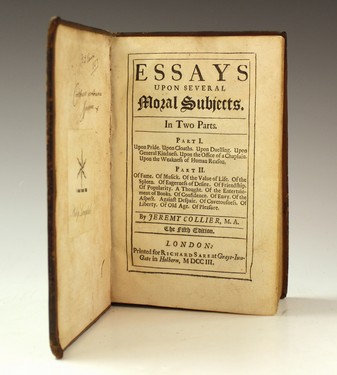 ESSAYS
UPON SEVERAL
Moral Subjects.
In Two Parts.
PART I.
Upon Pride. Upon Cloaths. Upon Duelling. Upon
General Kindness. Upon the Office of a Chaplain.
Upon the Weakness of Human Reason.
PART II.
Of Fame. Of Musick. Of the Value of Life. Of the
Spleen. Of Eagerness of Desire. Of Friendship.
Of Popularity. A Thought. Of the Entertain-
ment of Books. Of Confidence. Of Envy. Of the
Aspect. Against Despair. Of Covetousness. Of
Liberty. Of Old Age. Of Pleasure.
By JEREMY COLLIER, M. A.
The Fifth Edition.
LONDON:
Printed for RICHARD SARE at Grays-Inn-
Gate in Holborn, MDCCIII.